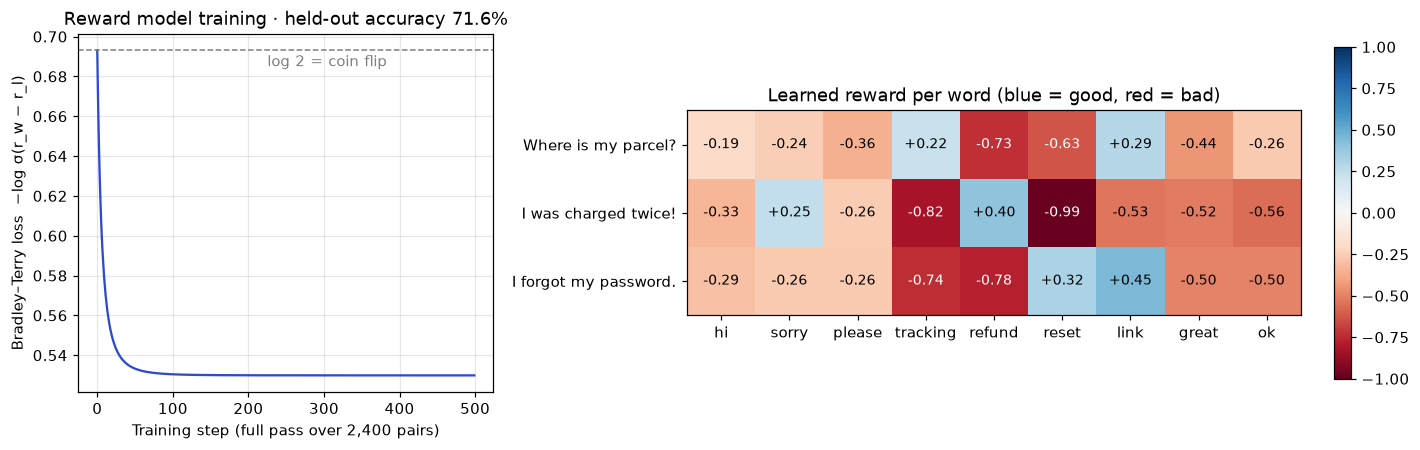 Reward model training · held-out accuracy 71.6%
Bradley–Terry loss −log σ(r_w − r_l)
0.70
0.68
0.66
0.64
0.62
0.60
0.58
0.56
0.54
log 2 = coin flip
0 100 200 300 400 500
Training step (full pass over 2,400 pairs)
Learned reward per word (blue = good, red = bad)
Where is my parcel? -0.19 -0.24 -0.36 +0.22 -0.73 -0.63 +0.29 -0.44 -0.26
I was charged twice! -0.33 +0.25 -0.26 -0.82 +0.40 -0.99 -0.53 -0.52 -0.56
I forgot my password. -0.29 -0.26 -0.26 -0.74 -0.78 +0.32 +0.45 -0.50 -0.50
hi sorry please tracking refund reset link great ok
1.00
0.75
0.50
0.25
0.00
−0.25
−0.50
−0.75
−1.00